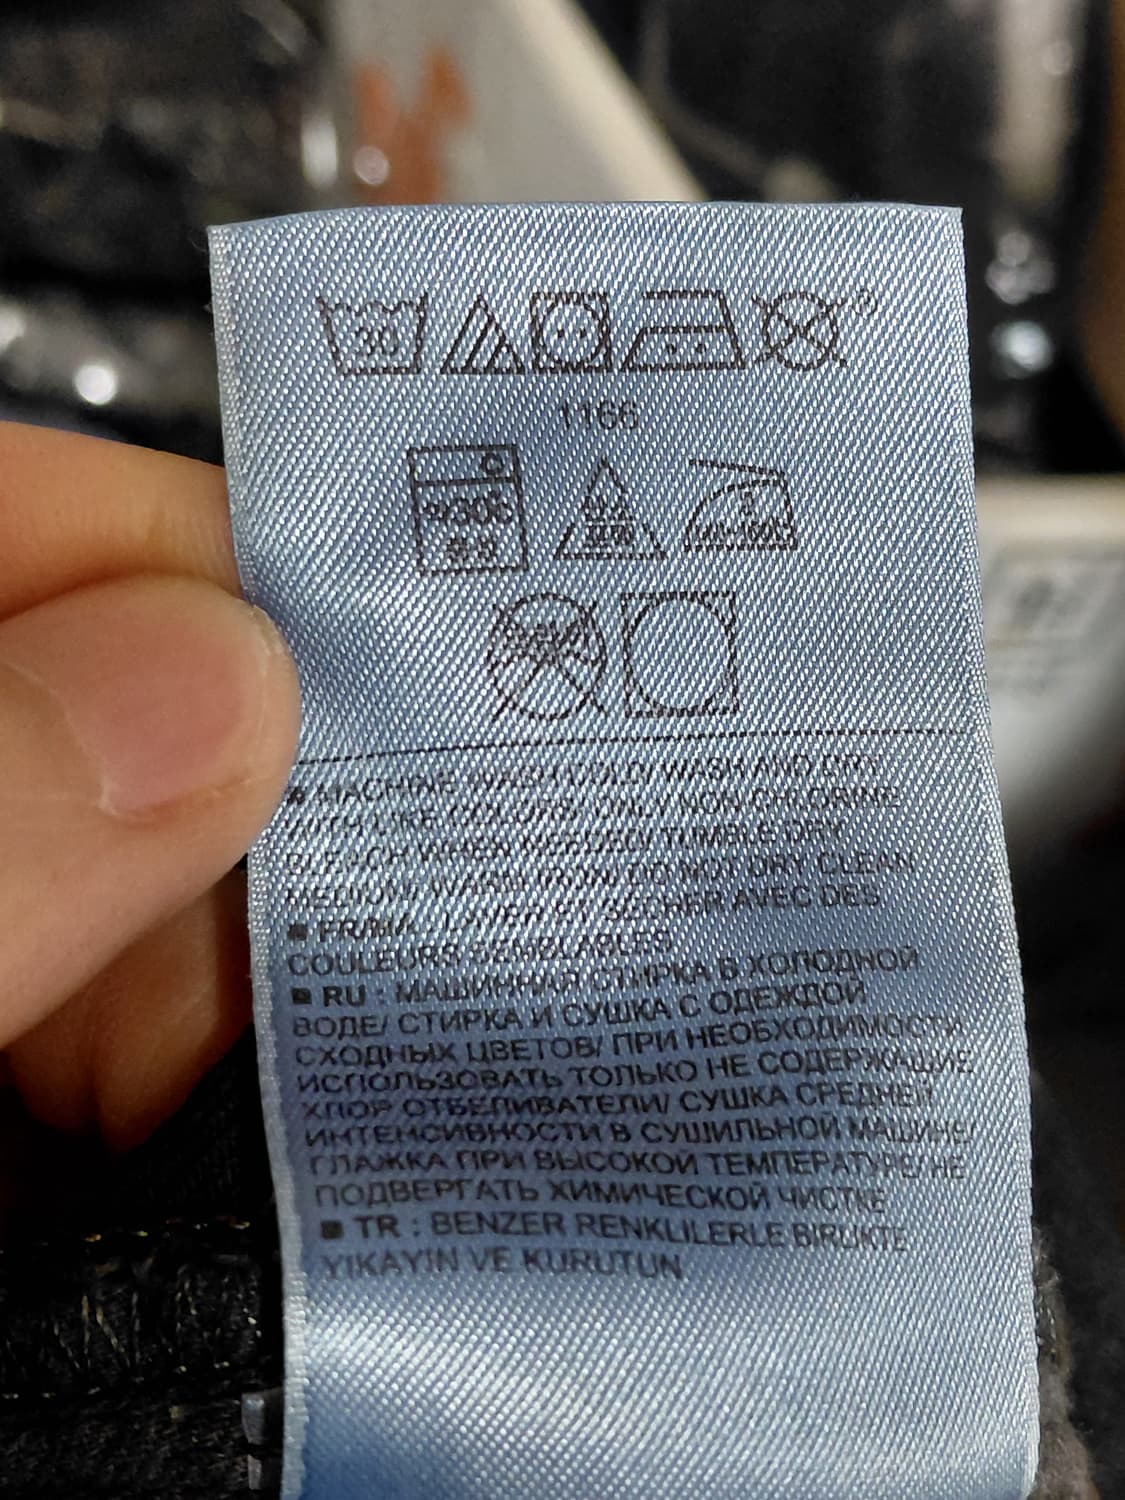 30
1166
■ MACHINE WASH COLD/ WASH AND DRY
WITH LIKE COLORS/ ONLY NON-CHLORINE
BLEACH WHEN NEEDED/ TUMBLE DRY
MEDIUM/ WARM IRON/ DO NOT DRY CLEAN
■ FR/MA : LAVER ET SECHER AVEC DES
COULEURS SEMBLABLES
■ RU : МАШИННАЯ СТИРКА В ХОЛОДНОЙ
ВОДЕ/ СТИРКА И СУШКА С ОДЕЖДОЙ
СХОДНЫХ ЦВЕТОВ/ ПРИ НЕОБХОДИМОСТИ
ИСПОЛЬЗОВАТЬ ТОЛЬКО НЕ СОДЕРЖАЩИЕ
ХЛОР ОТБЕЛИВАТЕЛИ/ СУШКА СРЕДНЕЙ
ИНТЕНСИВНОСТИ В СУШИЛЬНОЙ МАШИНЕ/
ГЛАЖКА ПРИ ВЫСОКОЙ ТЕМПЕРАТУРЕ/ НЕ
ПОДВЕРГАТЬ ХИМИЧЕСКОЙ ЧИСТКЕ
■ TR : BENZER RENKLILERLE BIRLIKTE
YIKAYIN VE KURUTUN